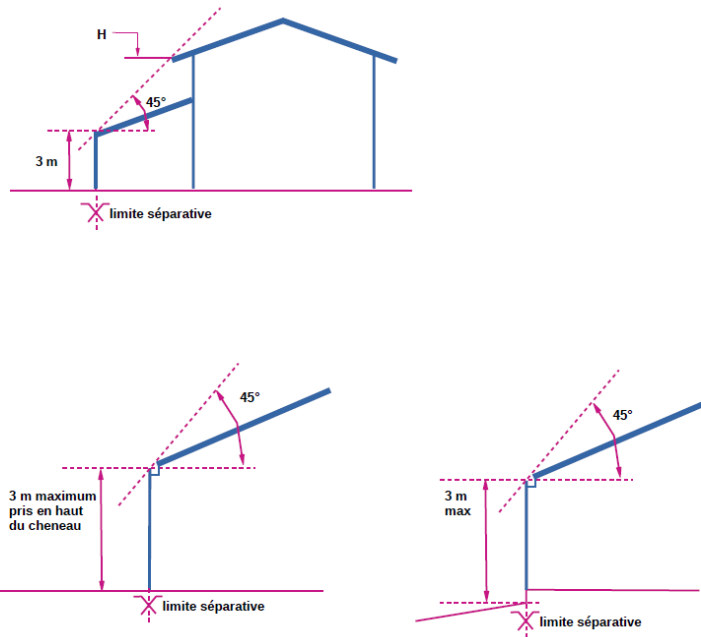 H
45°
3 m
limite séparative
45°
3 m maximum
pris en haut
du cheneau
limite séparative
45°
3 m
max
limite séparative